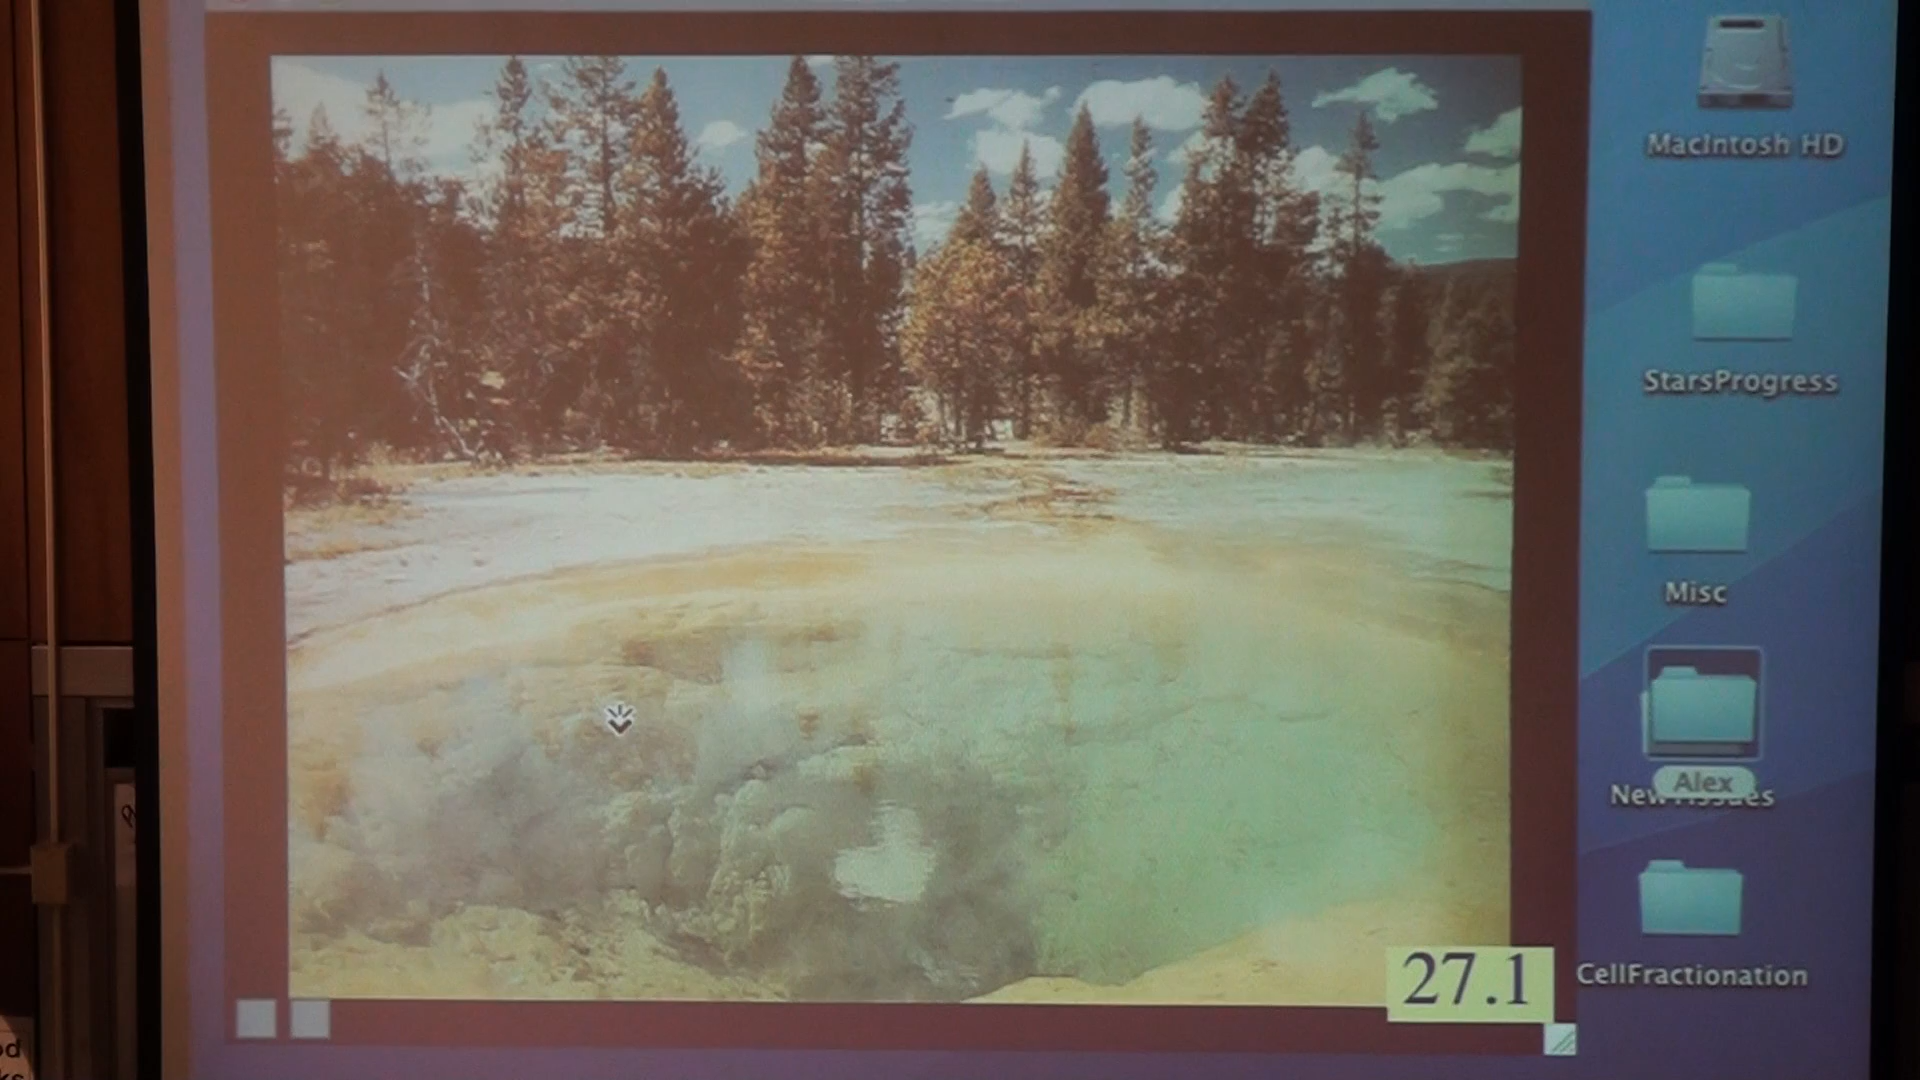 Macintosh HD
StarsProgress
Misc
Alex
CellFractionation
27.1